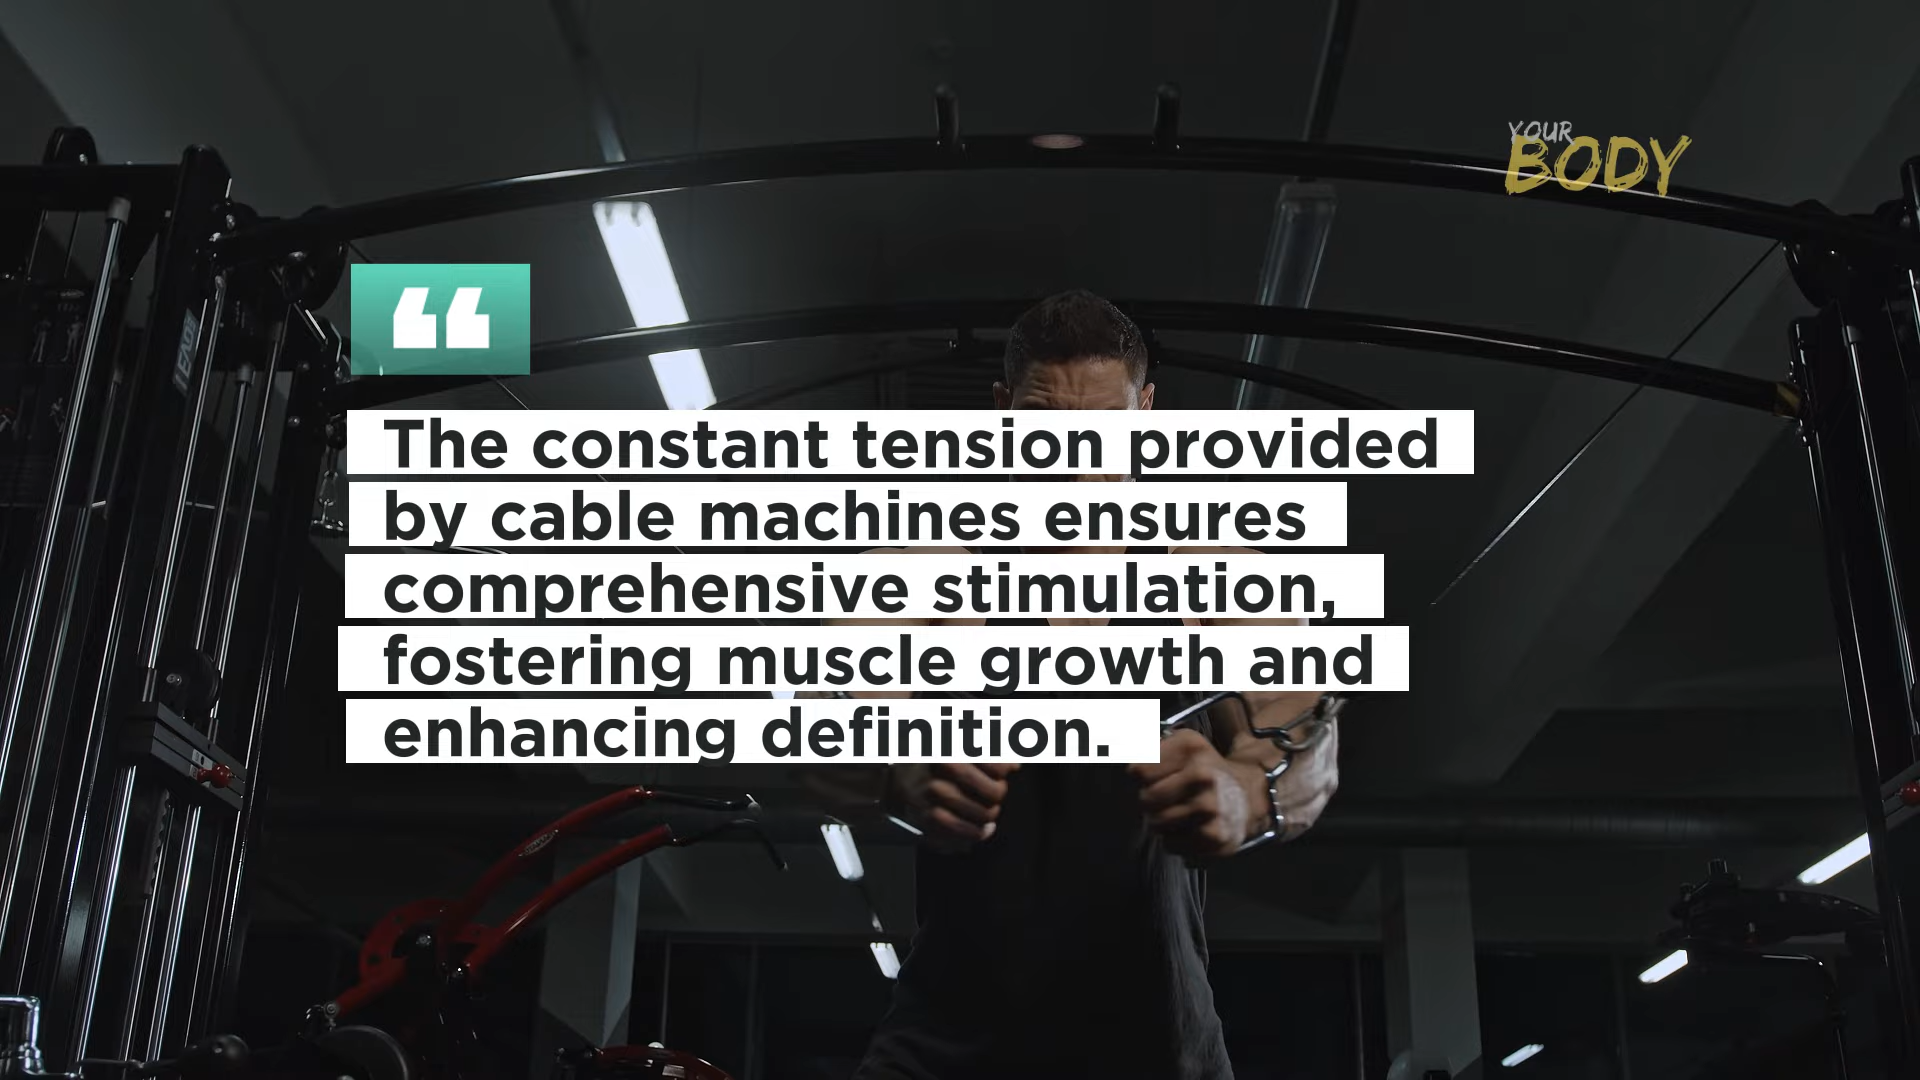 YOUR
BODY
“
The constant tension provided
by cable machines ensures
comprehensive stimulation,
fostering muscle growth and
enhancing definition.